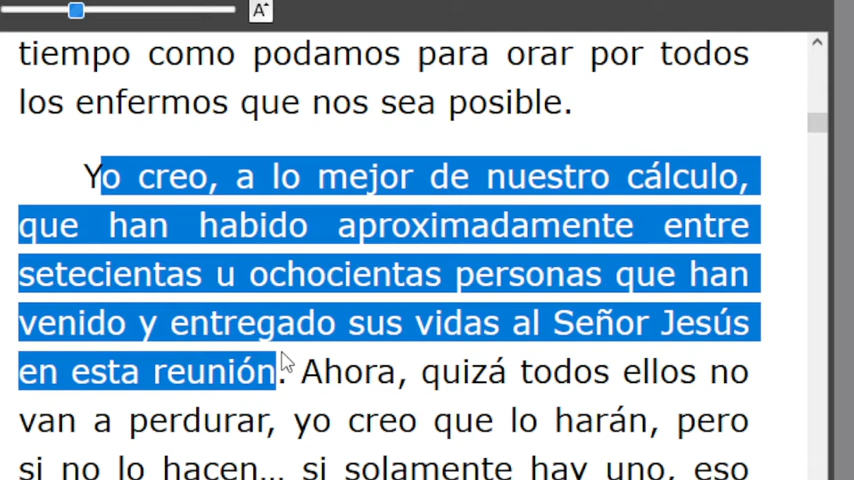 A
tiempo como podamos para orar por todos
los enfermos que nos sea posible.
Yo creo, a lo mejor de nuestro cálculo,
que han habido aproximadamente entre
setecientas u ochocientas personas que han
venido y entregado sus vidas al Señor Jesús
en esta reunión. Ahora, quizá todos ellos no
van a perdurar, yo creo que lo harán, pero
si no lo hacen... si solamente hay uno, eso